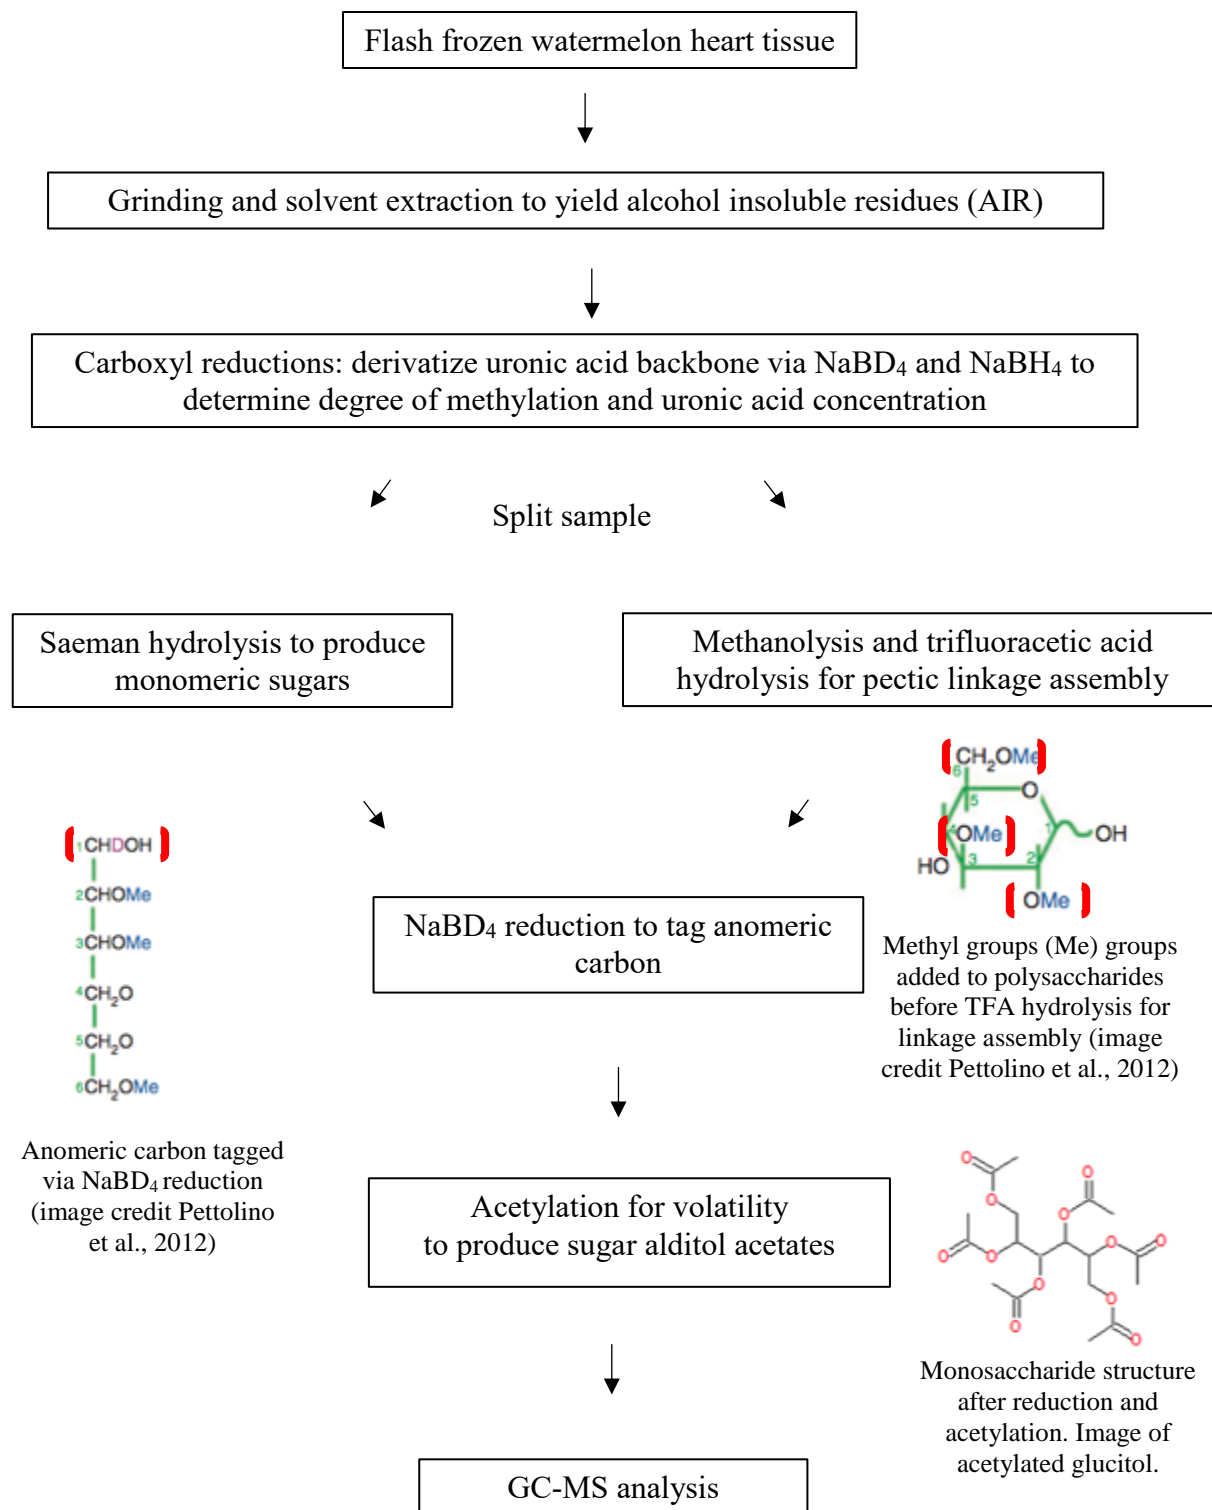 Flash frozen watermelon heart tissue
Grinding and solvent extraction to yield alcohol insoluble residues (AIR)
Carboxyl reductions: derivatize uronic acid backbone via NaBD₄ and NaBH₄ to
determine degree of methylation and uronic acid concentration
Split sample
Saeman hydrolysis to produce
monomeric sugars
Methanolysis and trifluoracetic acid
hydrolysis for pectic linkage assembly
6
CH₂OMe
5
O
4
OMe
1
OH
HO
3
2
OMe
1CHDOH
2CHOMe
3CHOMe
4CH₂O
5CH₂O
6CH₂OMe
NaBD₄ reduction to tag anomeric
carbon
Methyl groups (Me) groups
added to polysaccharides
before TFA hydrolysis for
linkage assembly (image
credit Pettolino et al., 2012)
Anomeric carbon tagged
via NaBD₄ reduction
(image credit Pettolino
et al., 2012)
Acetylation for volatility
to produce sugar alditol acetates
O
O
O
O
O
O
O
O
O
O
O
O
Monosaccharide structure
after reduction and
acetylation. Image of
acetylated glucitol.
GC-MS analysis